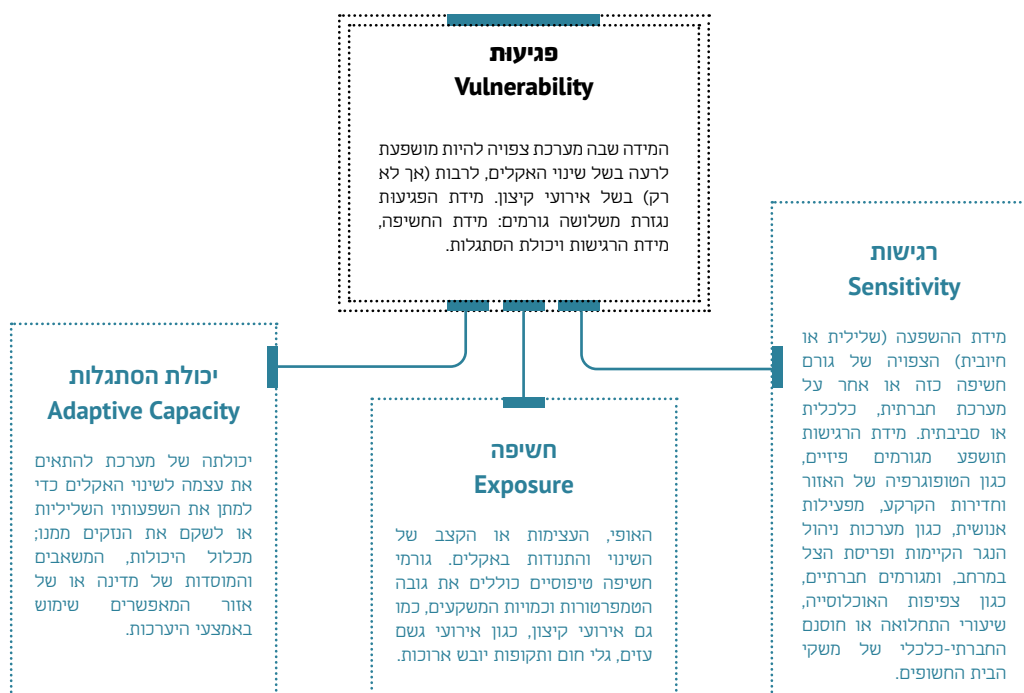 פגיעוּת
Vulnerability
המידה שבה מערכת צפויה להיות מושפעת
לרעה בשל שינוי האקלים, לרבות (אך לא
רק) בשל אירועי קיצון. מידת הפגיעוּת
נגזרת משלושה גורמים: מידת החשיפה,
מידת הרגישות ויכולת הסתגלות.
רגישות
Sensitivity
מידת ההשפעה (שלילית או
חיובית) הצפויה של גורם
חשיפה כזה או אחר על
מערכת חברתית, כלכלית
או סביבתית. מידת הרגישות
תושפע מגורמים פיזיים,
כגון הטופוגרפיה של האזור
וחדירות הקרקע, מפעילות
אנושית, כגון מערכות ניהול
הנגר הקיימות ופריסת הצל
במרחב, ומגורמים חברתיים,
כגון צפיפות האוכלוסייה,
שיעורי התחלואה או חוסנם
החברתי-כלכלי של משקי
הבית החשופים.
חשיפה
Exposure
האופי, העצימות או הקצב של
השינוי והתנודות באקלים. גורמי
חשיפה טיפוסיים כוללים את גובה
הטמפרטורות וכמויות המשקעים, כמו
גם אירועי קיצון, כגון אירועי גשם
עזים, גלי חום ותקופות יובש ארוכות.
יכולת הסתגלות
Adaptive Capacity
יכולתה של מערכת להתאים
את עצמה לשינוי האקלים כדי
למתן את השפעותיו השליליות
או לשקם את הנזקים ממנו;
מכלול היכולות, המשאבים
והמוסדות של מדינה או של
אזור המאפשרים שימוש
באמצעי היערכות.